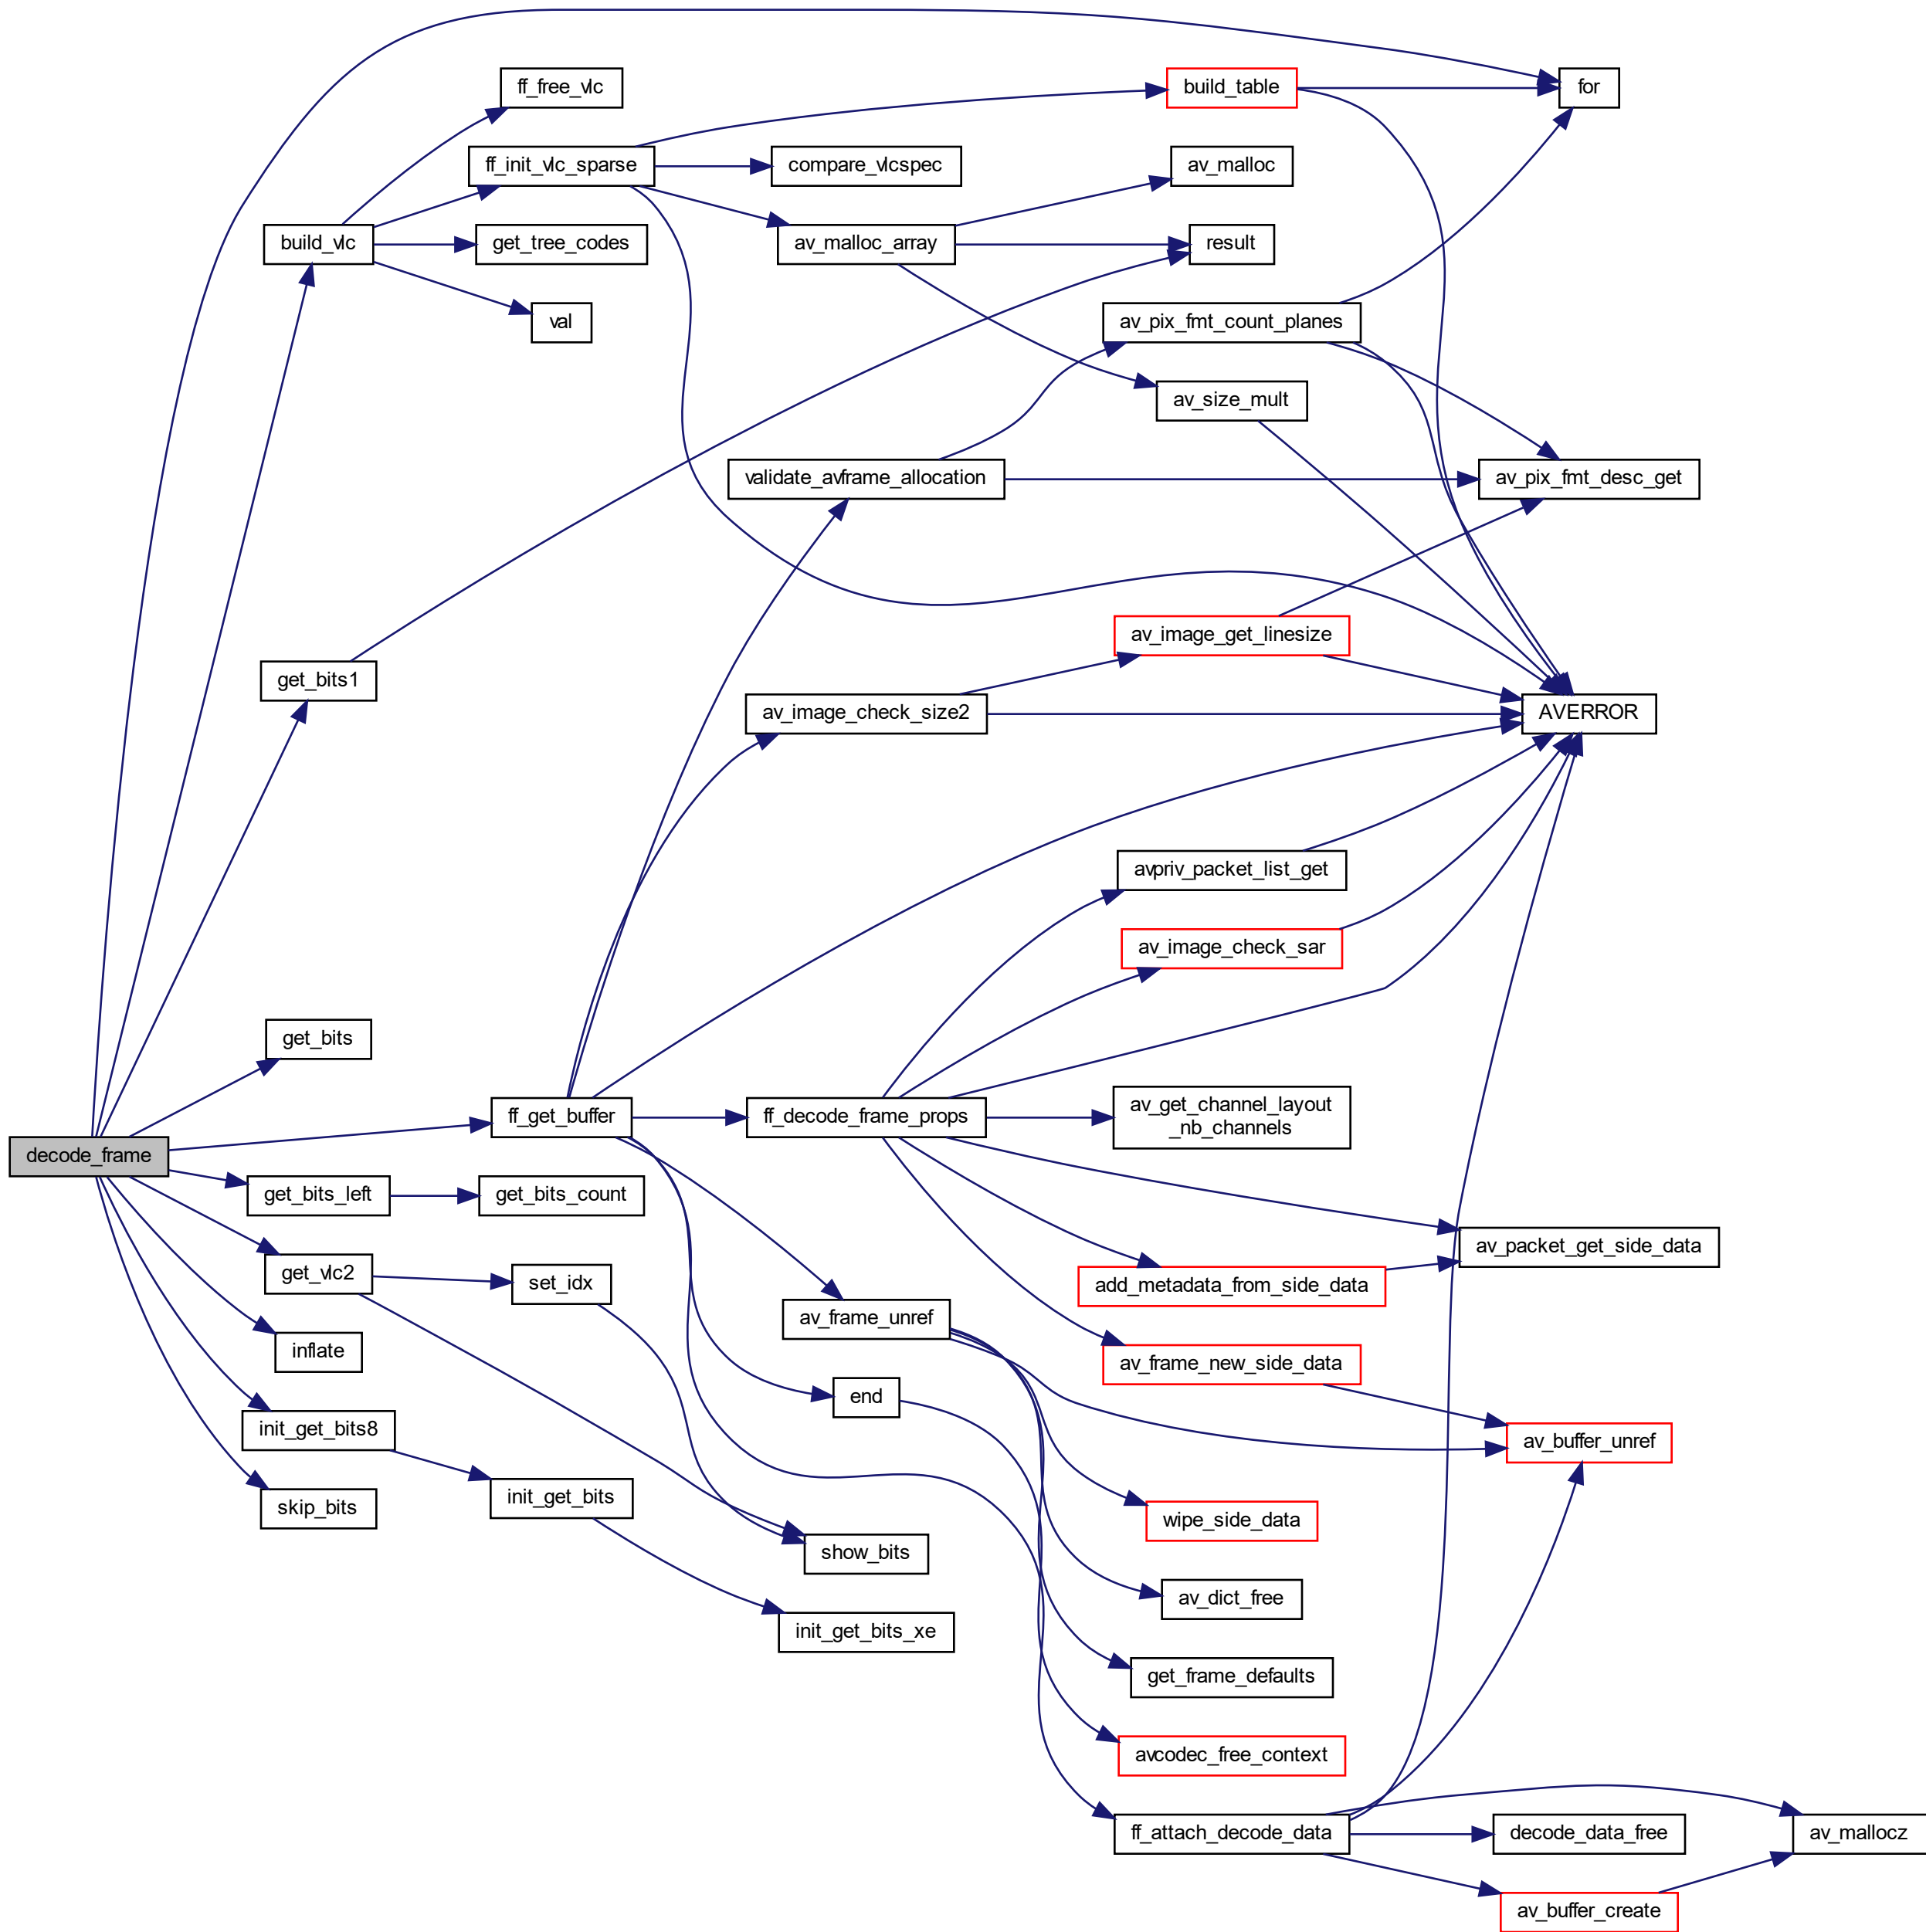 ff_free_vlc
build_table
for
ff_init_vlc_sparse
compare_vlcspec
av_malloc
build_vlc
get_tree_codes
av_malloc_array
result
val
av_pix_fmt_count_planes
av_size_mult
validate_avframe_allocation
av_pix_fmt_desc_get
av_image_get_linesize
get_bits1
av_image_check_size2
AVERROR
avpriv_packet_list_get
av_image_check_sar
get_bits
ff_get_buffer
ff_decode_frame_props
av_get_channel_layout
_nb_channels
decode_frame
get_bits_left
get_bits_count
av_packet_get_side_data
get_vlc2
set_idx
add_metadata_from_side_data
av_frame_unref
inflate
av_frame_new_side_data
end
init_get_bits8
av_buffer_unref
skip_bits
init_get_bits
wipe_side_data
show_bits
av_dict_free
init_get_bits_xe
get_frame_defaults
avcodec_free_context
ff_attach_decode_data
decode_data_free
av_mallocz
av_buffer_create